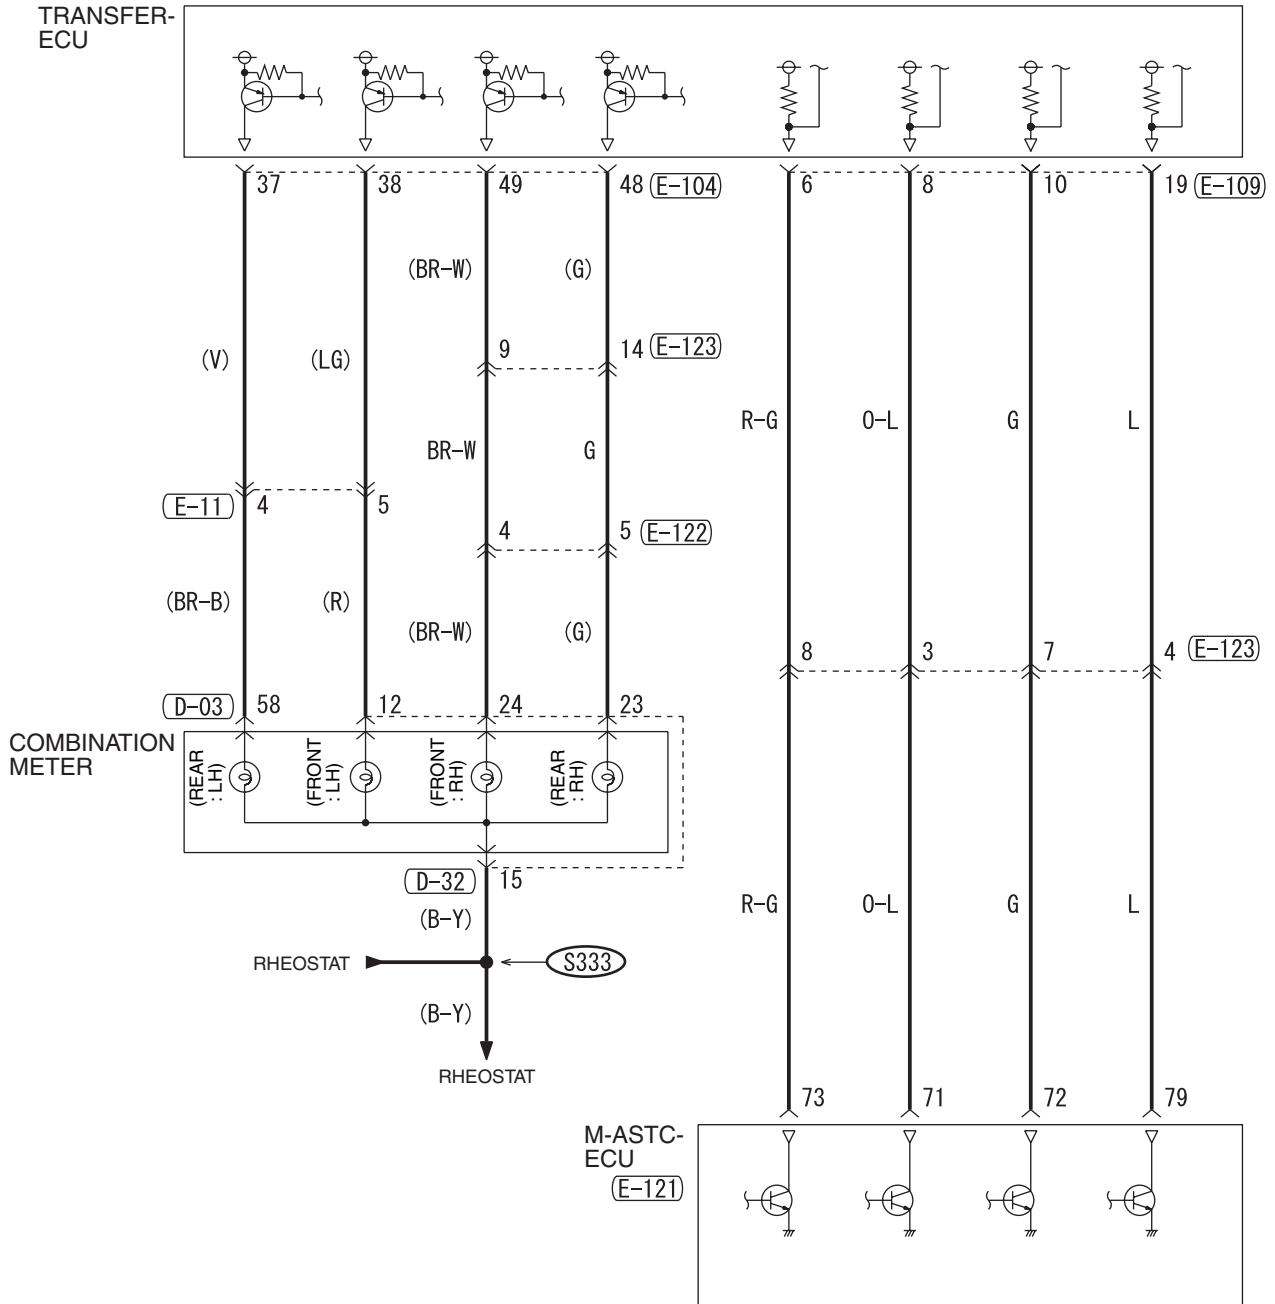 TRANSFER-
ECU
37
38
49
48
E-104
6
8
10
19
E-109
(BR-W)
(G)
9
14
E-123
(V)
(LG)
R-G
O-L
G
L
BR-W
G
E-11
4
5
4
5
E-122
(BR-B)
(R)
(BR-W)
(G)
8
3
7
4
E-123
D-03
58
12
24
23
COMBINATION
METER
(REAR
: LH)
(FRONT
: LH)
(FRONT
: RH)
(REAR
: RH)
D-32
15
(B-Y)
R-G
O-L
G
L
RHEOSTAT
S333
(B-Y)
RHEOSTAT
73
71
72
79
M-ASTC-
ECU
E-121